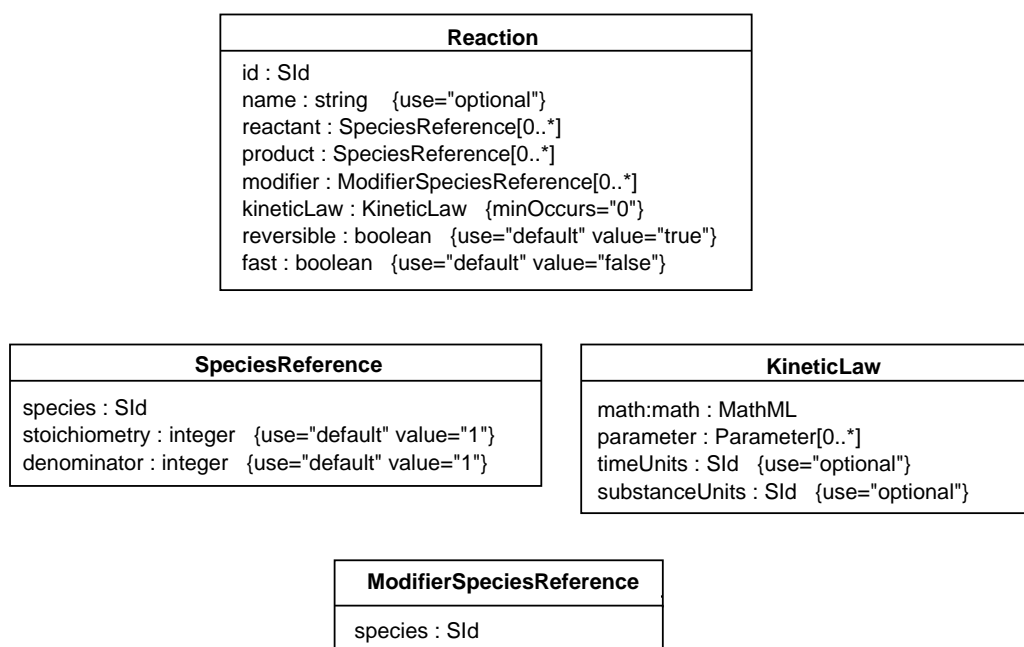 Reaction
id : SId
name : string {use="optional"}
reactant : SpeciesReference[0..*]
product : SpeciesReference[0..*]
modifier : ModifierSpeciesReference[0..*]
kineticLaw : KineticLaw {minOccurs="0"}
reversible : boolean {use="default" value="true"}
fast : boolean {use="default" value="false"}
SpeciesReference
species : SId
stoichiometry : integer {use="default" value="1"}
denominator : integer {use="default" value="1"}
KineticLaw
math:math : MathML
parameter : Parameter[0..*]
timeUnits : SId {use="optional"}
substanceUnits : SId {use="optional"}
ModifierSpeciesReference
species : SId